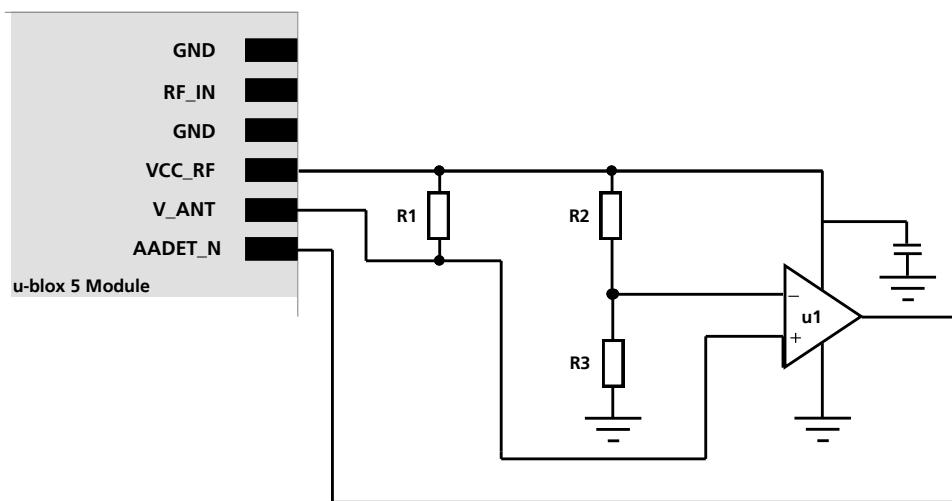 GND
RF_IN
GND
VCC_RF
V_ANT
AADET_N
u-blox 5 Module
R1
R2
R3
−
u1
+